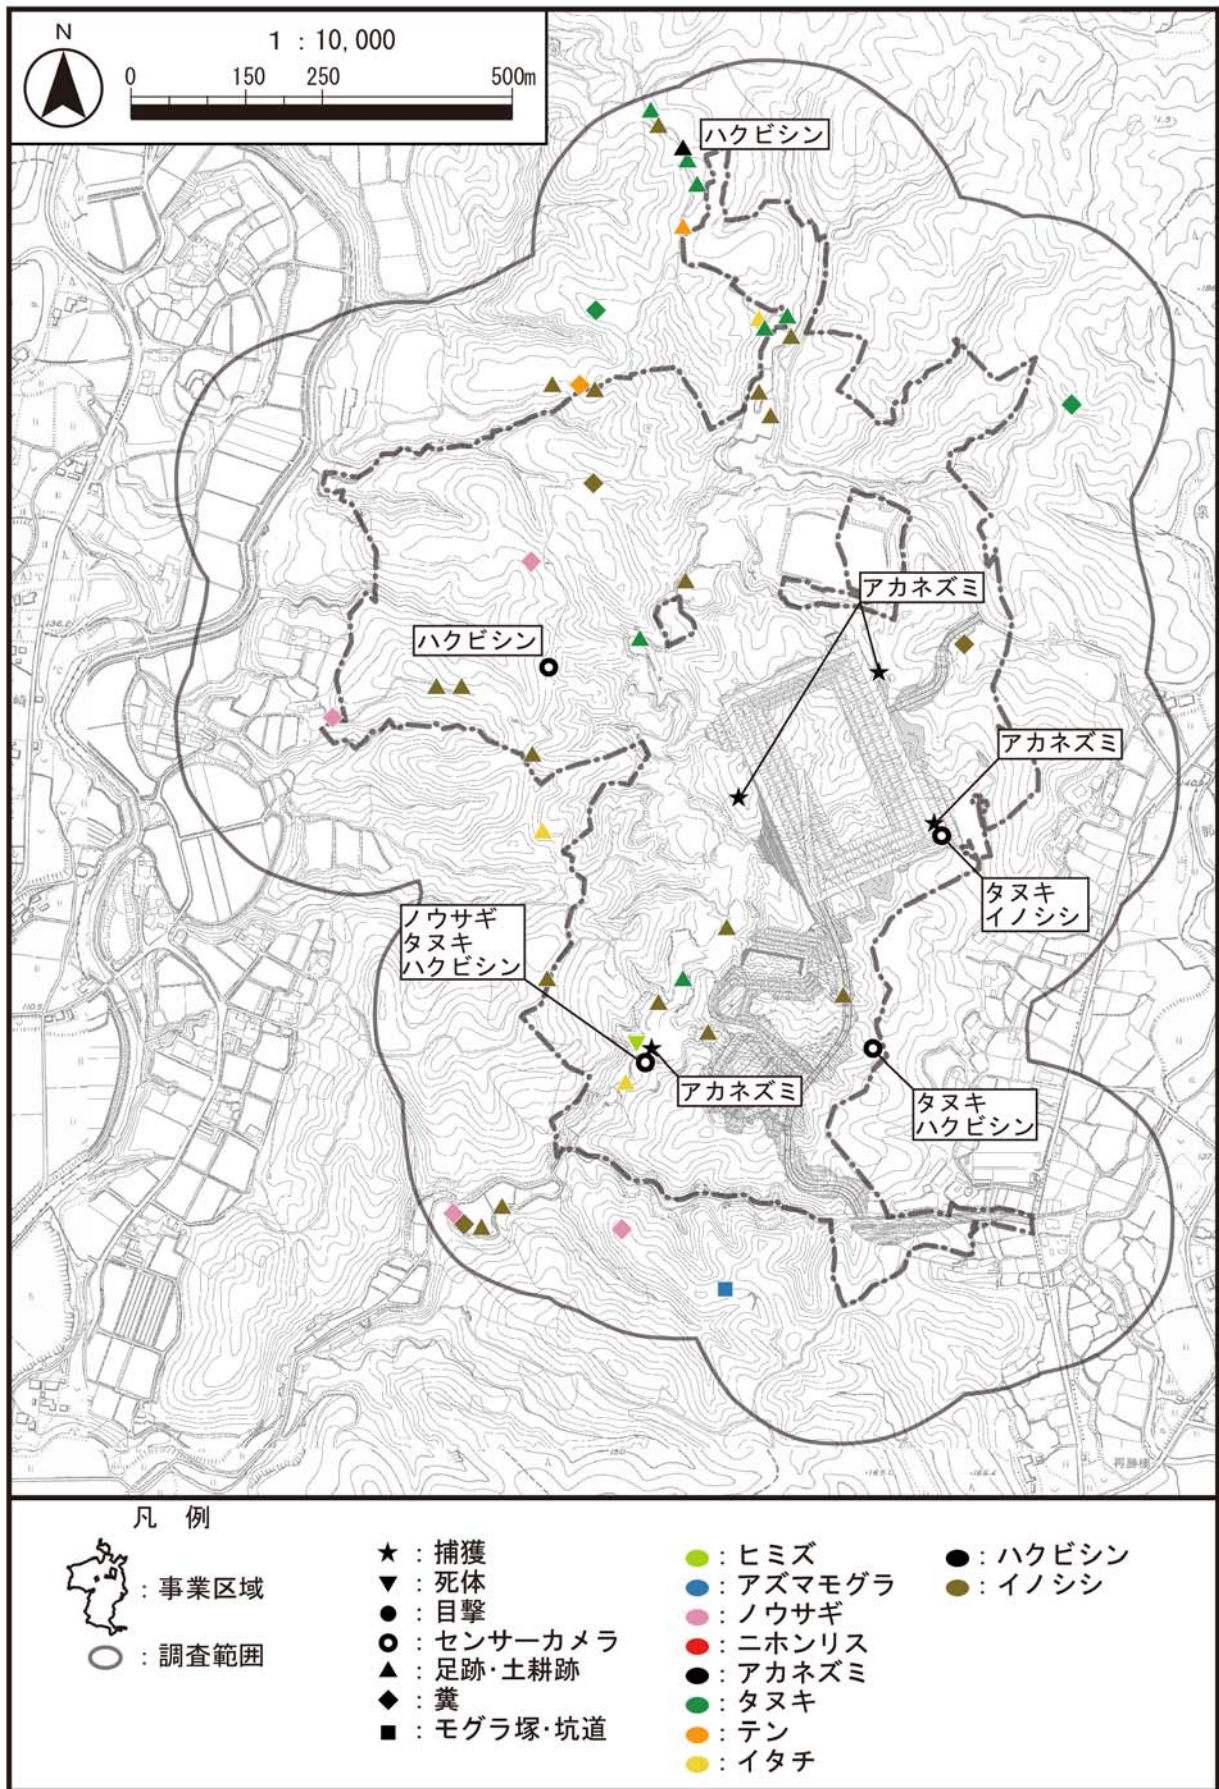 N
1 : 10,000
0 150 250 500m
ハクビシン
アカネズミ
ハクビシン
アカネズミ
タヌキ
イノシシ
ノウサギ
タヌキ
ハクビシン
アカネズミ
タヌキ
ハクビシン
凡 例
: 事業区域
: 調査範囲
: 捕獲
: 死体
: 目撃
: センサーカメラ
: 足跡・土耕跡
: 糞
: モグラ塚・坑道
: ヒミズ
: アズマモグラ
: ノウサギ
: ニホンリス
: アカネズミ
: タヌキ
: テン
: イタチ
: ハクビシン
: イノシシ